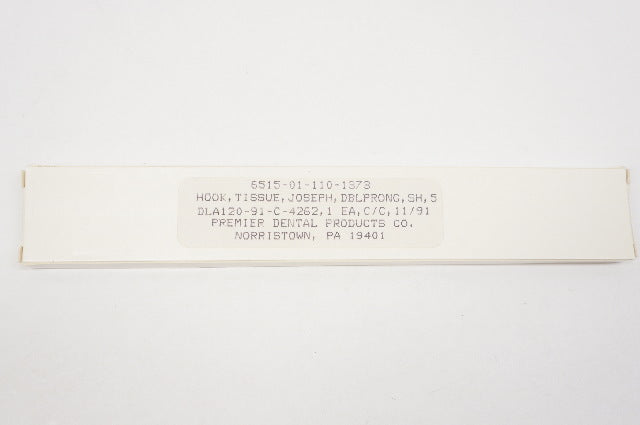 6515-01-110-1373
HOOK,TISSUE,JOSEPH,DBLPRONG,SH,5
DLA120-91-C-4262,1 EA,C/C,11/91
PREMIER DENTAL PRODUCTS CO.
NORRISTOWN, PA 19401